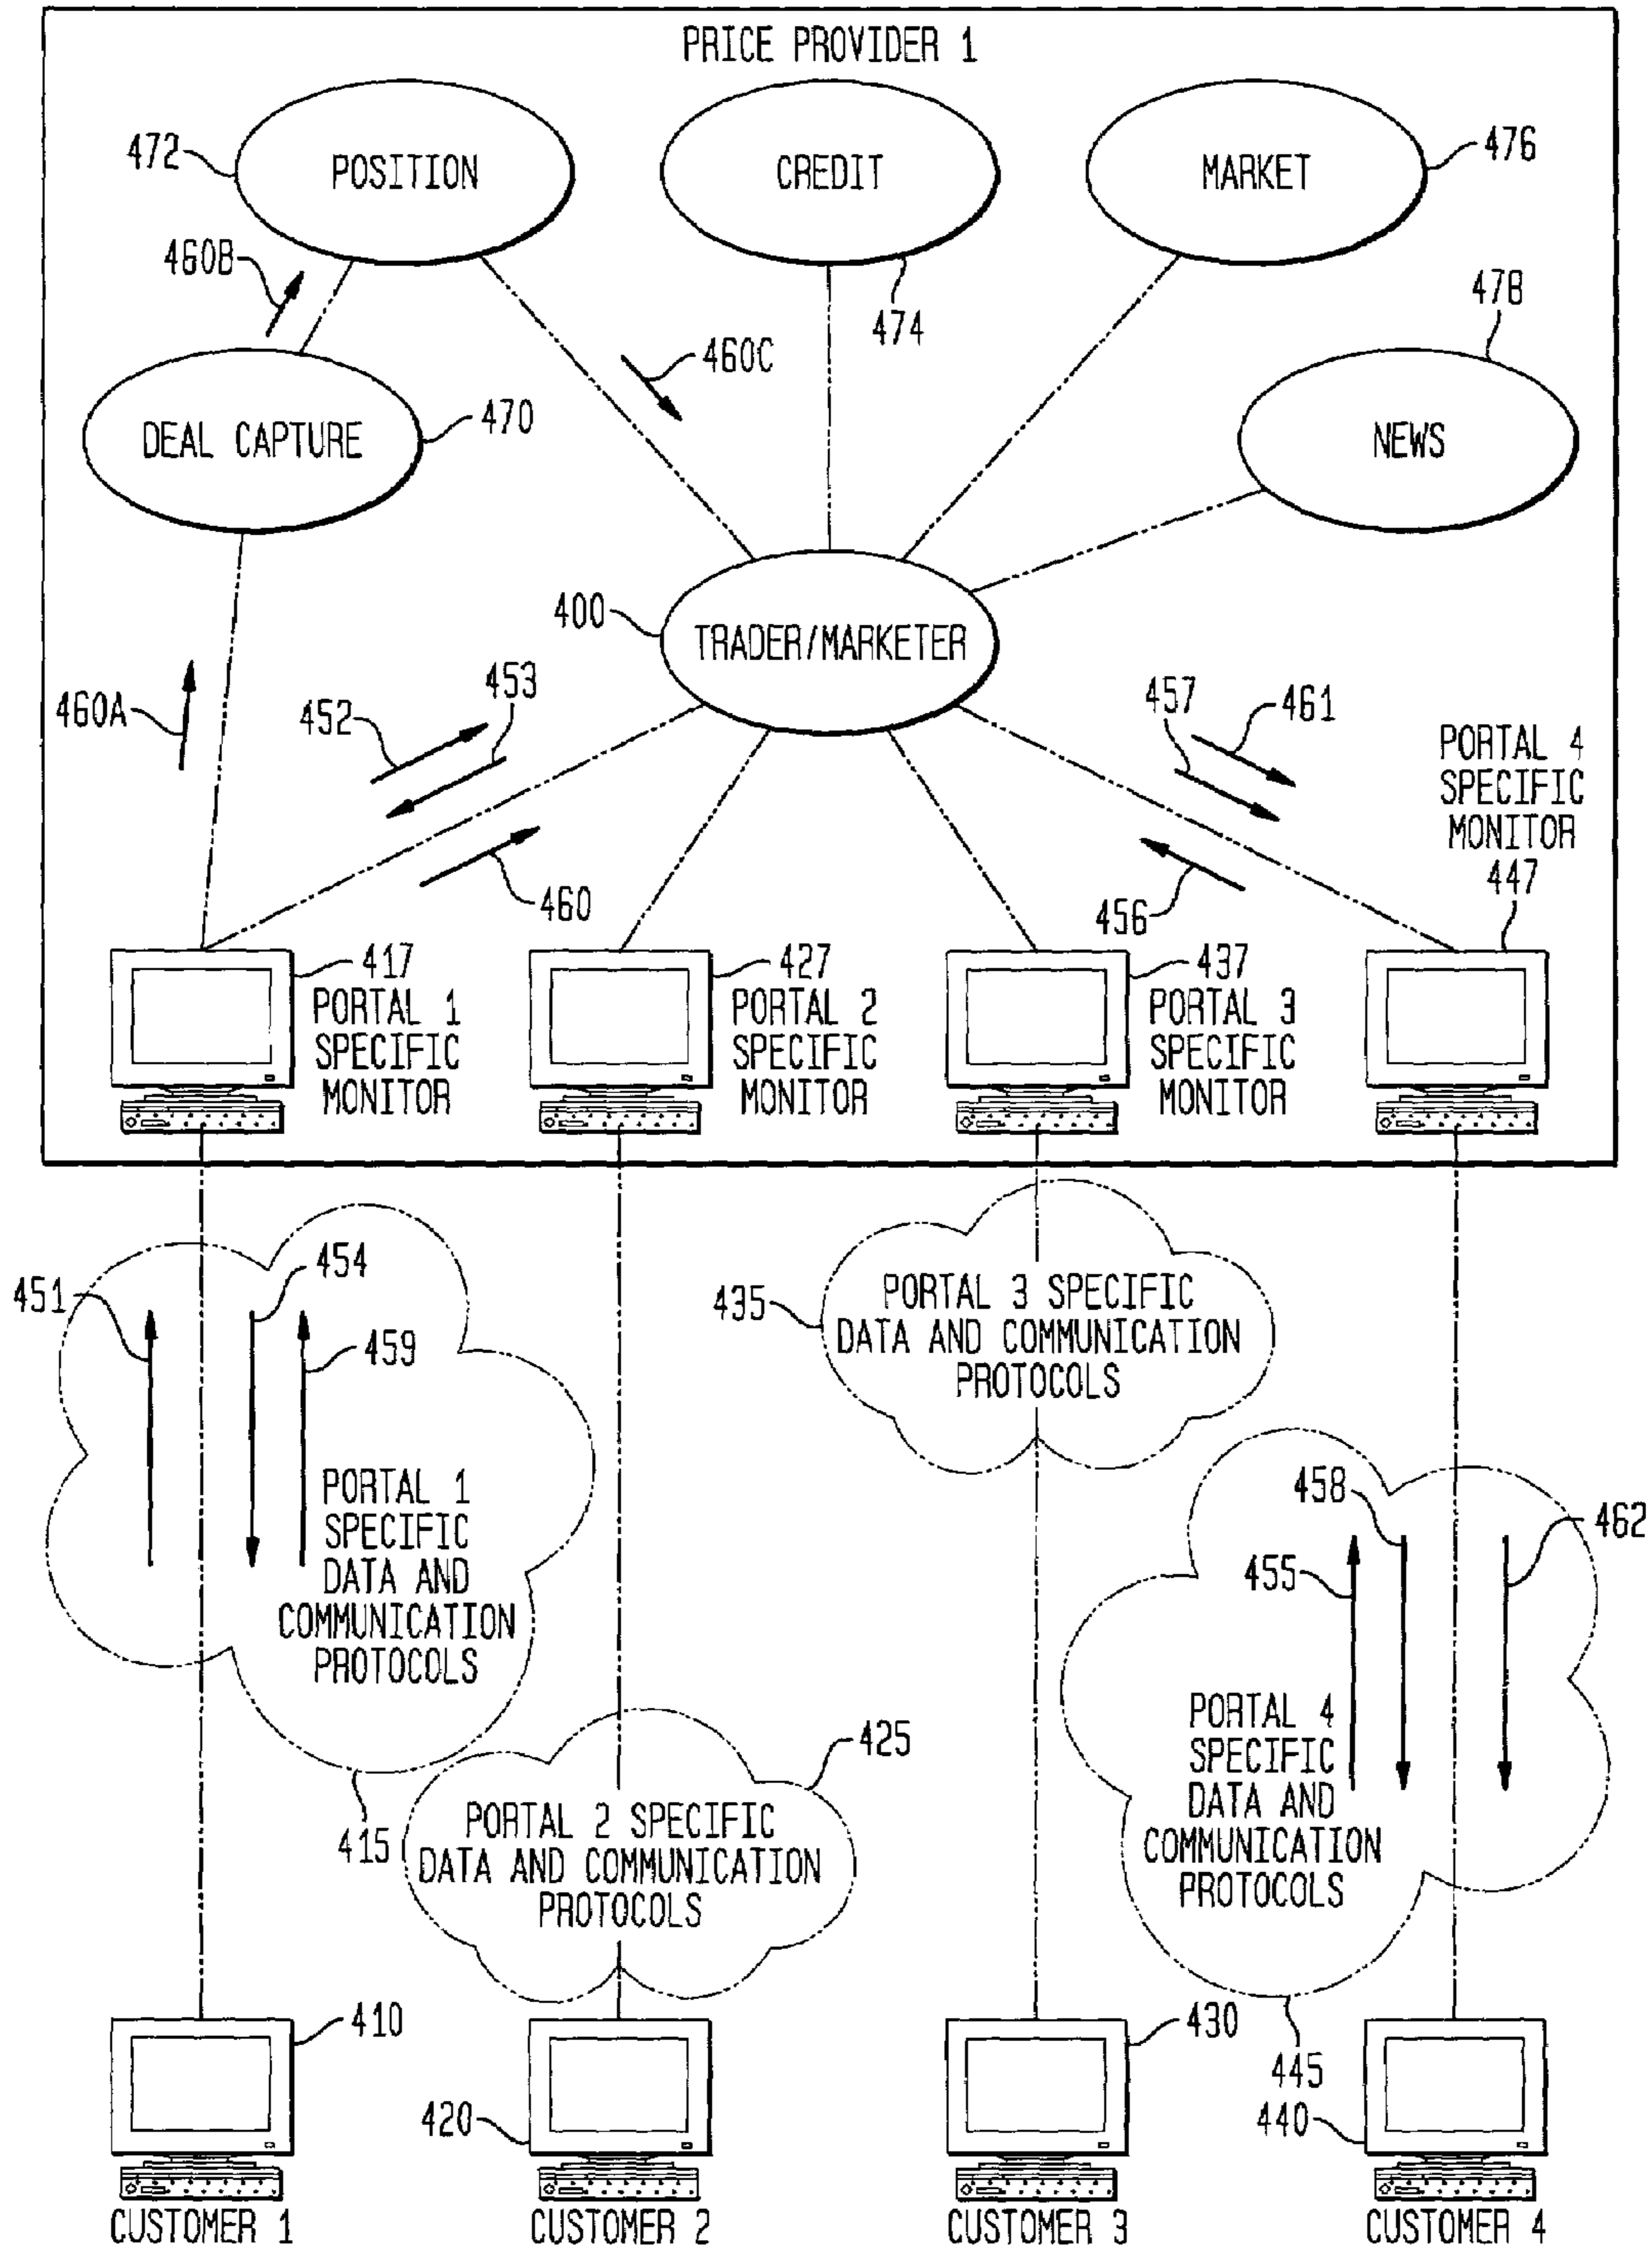 PRICE PROVIDER 1
472
POSITION
CREDIT
MARKET
476
460B
474
478
460C
DEAL CAPTURE
470
NEWS
400
TRADER/MARKETER
460A
452
453
457
461
PORTAL 4
SPECIFIC
MONITOR
447
460
456
417
PORTAL 1
SPECIFIC
MONITOR
427
PORTAL 2
SPECIFIC
MONITOR
437
PORTAL 3
SPECIFIC
MONITOR
451
454
459
PORTAL 1
SPECIFIC
DATA AND
COMMUNICATION
PROTOCOLS
415
435
PORTAL 3 SPECIFIC
DATA AND COMMUNICATION
PROTOCOLS
458
462
455
PORTAL 4
SPECIFIC
DATA AND
COMMUNICATION
PROTOCOLS
425
PORTAL 2 SPECIFIC
DATA AND COMMUNICATION
PROTOCOLS
410
420
430
445
440
CUSTOMER 1
CUSTOMER 2
CUSTOMER 3
CUSTOMER 4